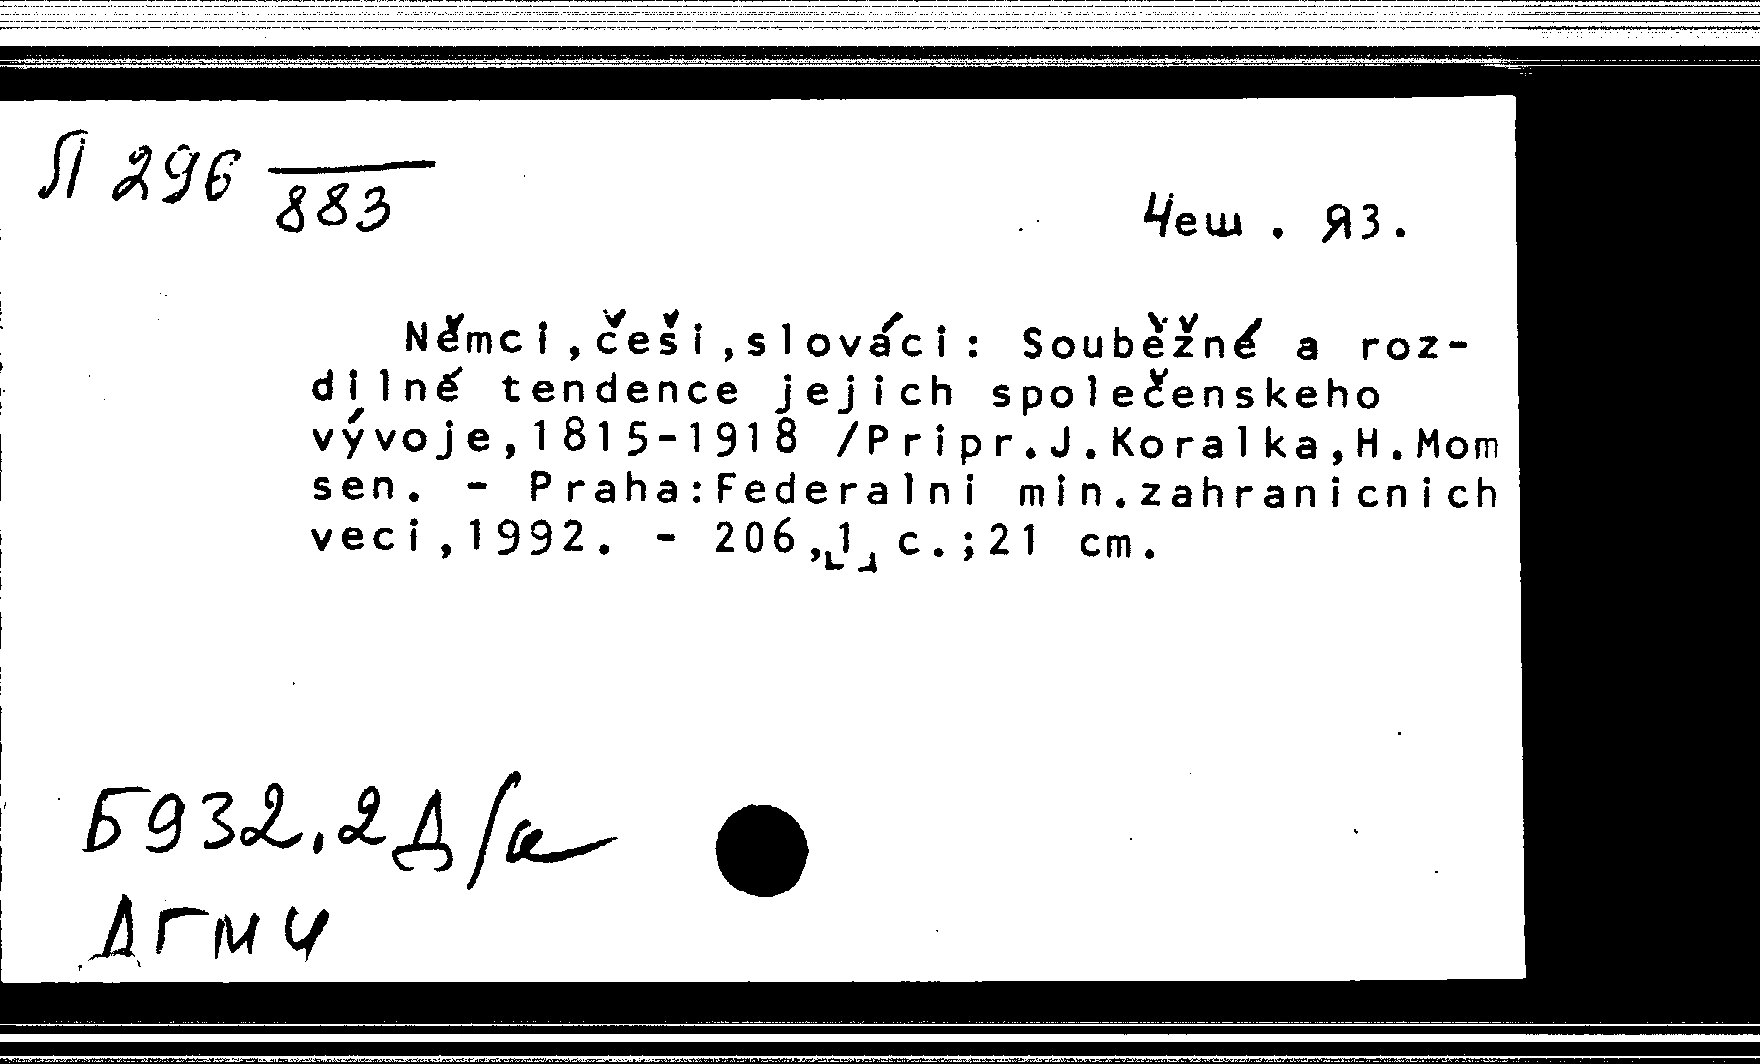 П 296 / 883
Чеш. яз.
Němci,češi,slováci: Souběžné a roz-
dilné tendence jejich společenskeho
vývoje,1815-1918 /Pripr.J.Koralka,H.Mom
sen. - Praha:Federalni min.zahranicnich
veci,1992. - 206,[1] c.;21 cm.
Б932.2Д/
ДГМЧ